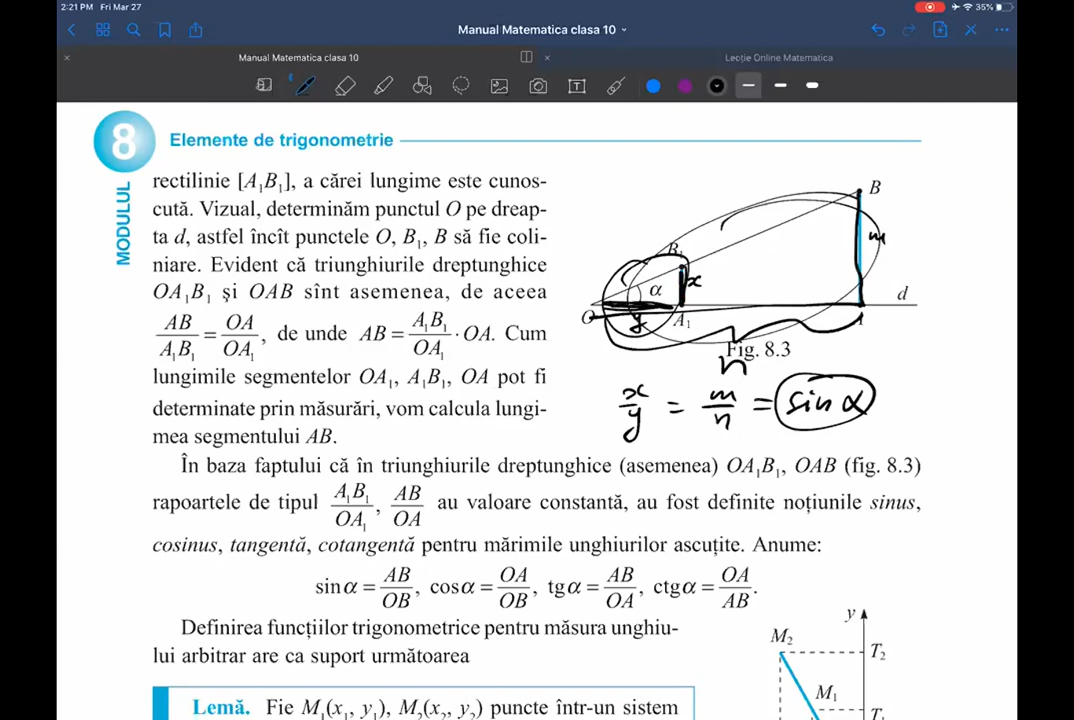 2:21 PM Fri Mar 27
35%
Manual Matematica clasa 10
Manual Matematica clasa 10
Lecție Online Matematica
8
MODULUL
Elemente de trigonometrie
rectilinie [A₁B₁], a cărei lungime este cunos-
cută. Vizual, determinăm punctul O pe dreap-
ta d, astfel încît punctele O, B₁, B să fie coli-
niare. Evident că triunghiurile dreptunghice
OA₁B₁ și OAB sînt asemenea, de aceea
AB/A₁B₁ = OA/OA₁, de unde AB = A₁B₁/OA₁ · OA. Cum
lungimile segmentelor OA₁, A₁B₁, OA pot fi
determinate prin măsurări, vom calcula lungi-
mea segmentului AB.
B
B₁
m
x
α
d
O
y
A₁
Fig. 8.3
n
x/y = m/n = sin α
În baza faptului că în triunghiurile dreptunghice (asemenea) OA₁B₁, OAB (fig. 8.3)
rapoartele de tipul A₁B₁/OA₁, AB/OA au valoare constantă, au fost definite noțiunile sinus,
cosinus, tangentă, cotangentă pentru mărimile unghiurilor ascuțite. Anume:
sin α = AB/OB, cos α = OA/OB, tg α = AB/OA, ctg α = OA/AB.
Definirea funcțiilor trigonometrice pentru măsura unghiu-
lui arbitrar are ca suport următoarea
Lemă. Fie M₁(x₁, y₁), M₂(x₂, y₂) puncte într-un sistem
y
M₂
T₂
M₁